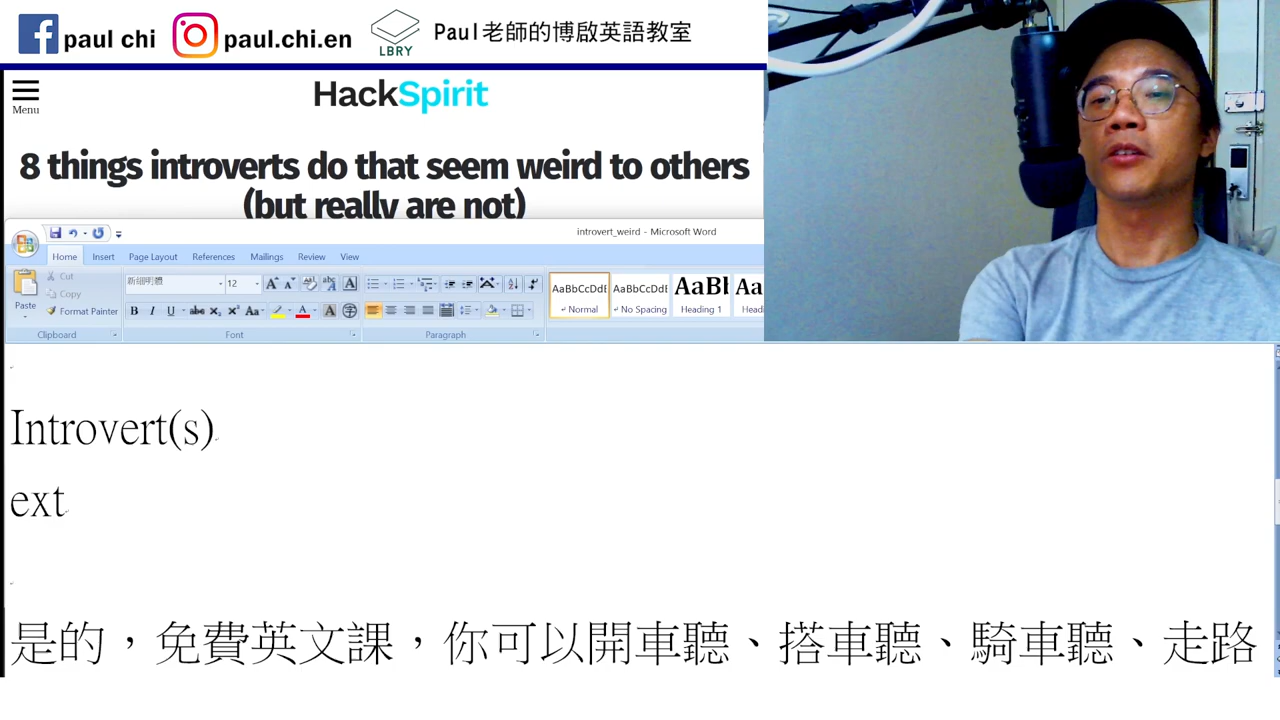 paul chi
paul.chi.en
LBRY
Paul老師的博啟英語教室
Menu
HackSpirit
8 things introverts do that seem weird to others
(but really are not)
introvert_weird - Microsoft Word
Home Insert Page Layout References Mailings Review View
Paste
Cut
Copy
Format Painter
新細明體 12
AaBbCcDdE AaBbCcDdE AaBbI AaB
Normal No Spacing Heading 1 Head
Clipboard Font Paragraph
Introvert(s)
ext
是的，免費英文課，你可以開車聽、搭車聽、騎車聽、走路